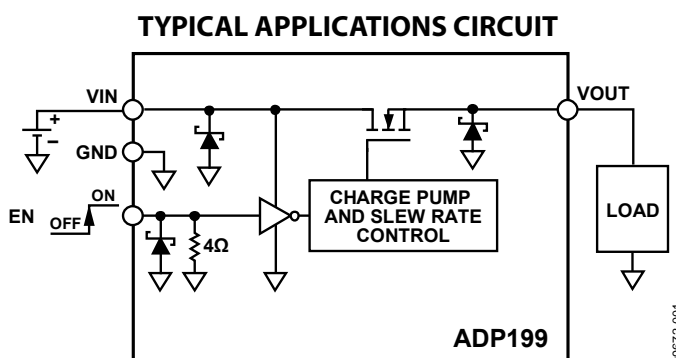 TYPICAL APPLICATIONS CIRCUIT
VIN
VOUT
+
−
GND
EN
OFF
ON
4Ω
CHARGE PUMP
AND SLEW RATE
CONTROL
LOAD
ADP199